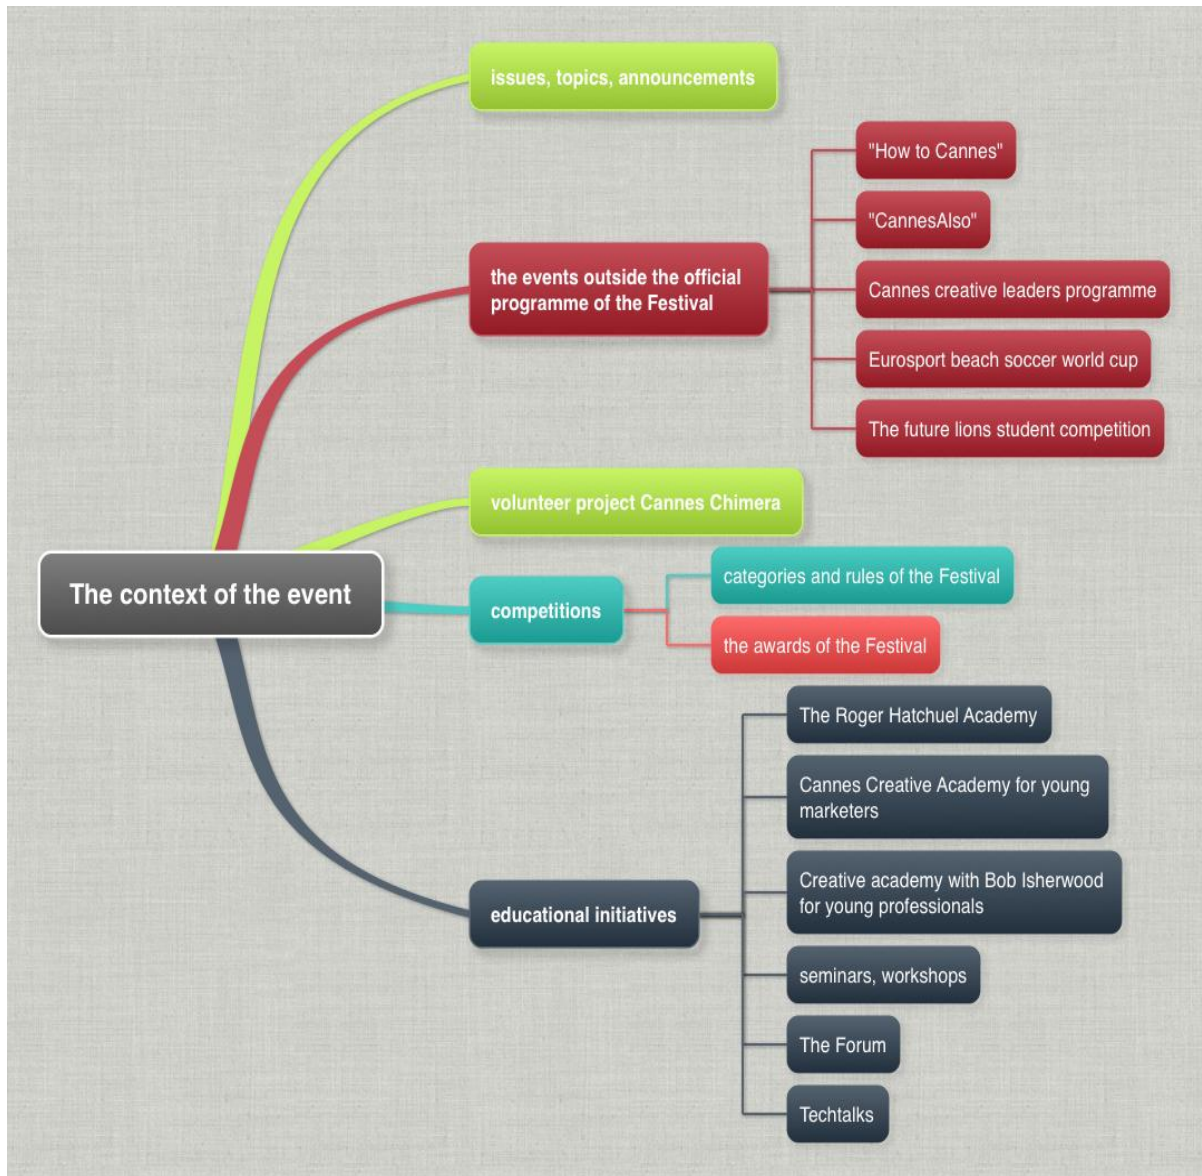 issues, topics, announcements
"How to Cannes"
"CannesAlso"
the events outside the official
programme of the Festival
Cannes creative leaders programme
Eurosport beach soccer world cup
The future lions student competition
volunteer project Cannes Chimera
The context of the event
competitions
categories and rules of the Festival
the awards of the Festival
educational initiatives
The Roger Hatchuel Academy
Cannes Creative Academy for young
marketers
Creative academy with Bob Isherwood
for young professionals
seminars, workshops
The Forum
Techtalks